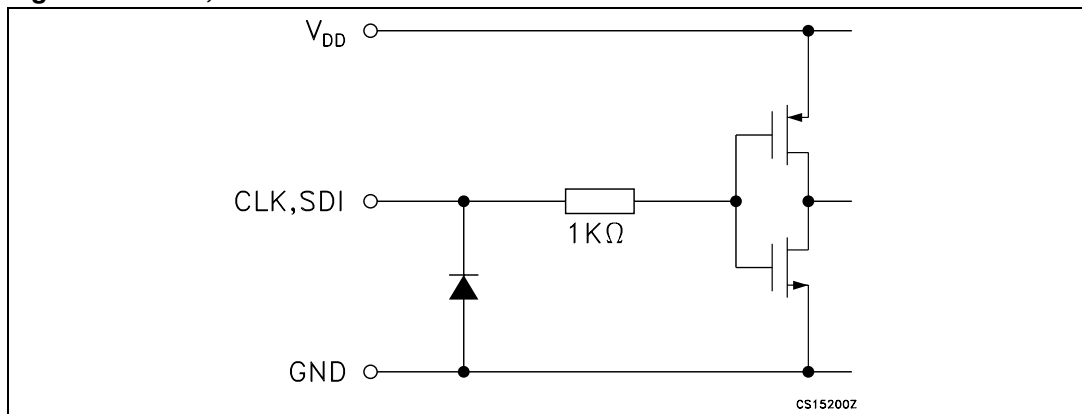 V_DD
CLK,SDI
1KΩ
GND
CS15200Z